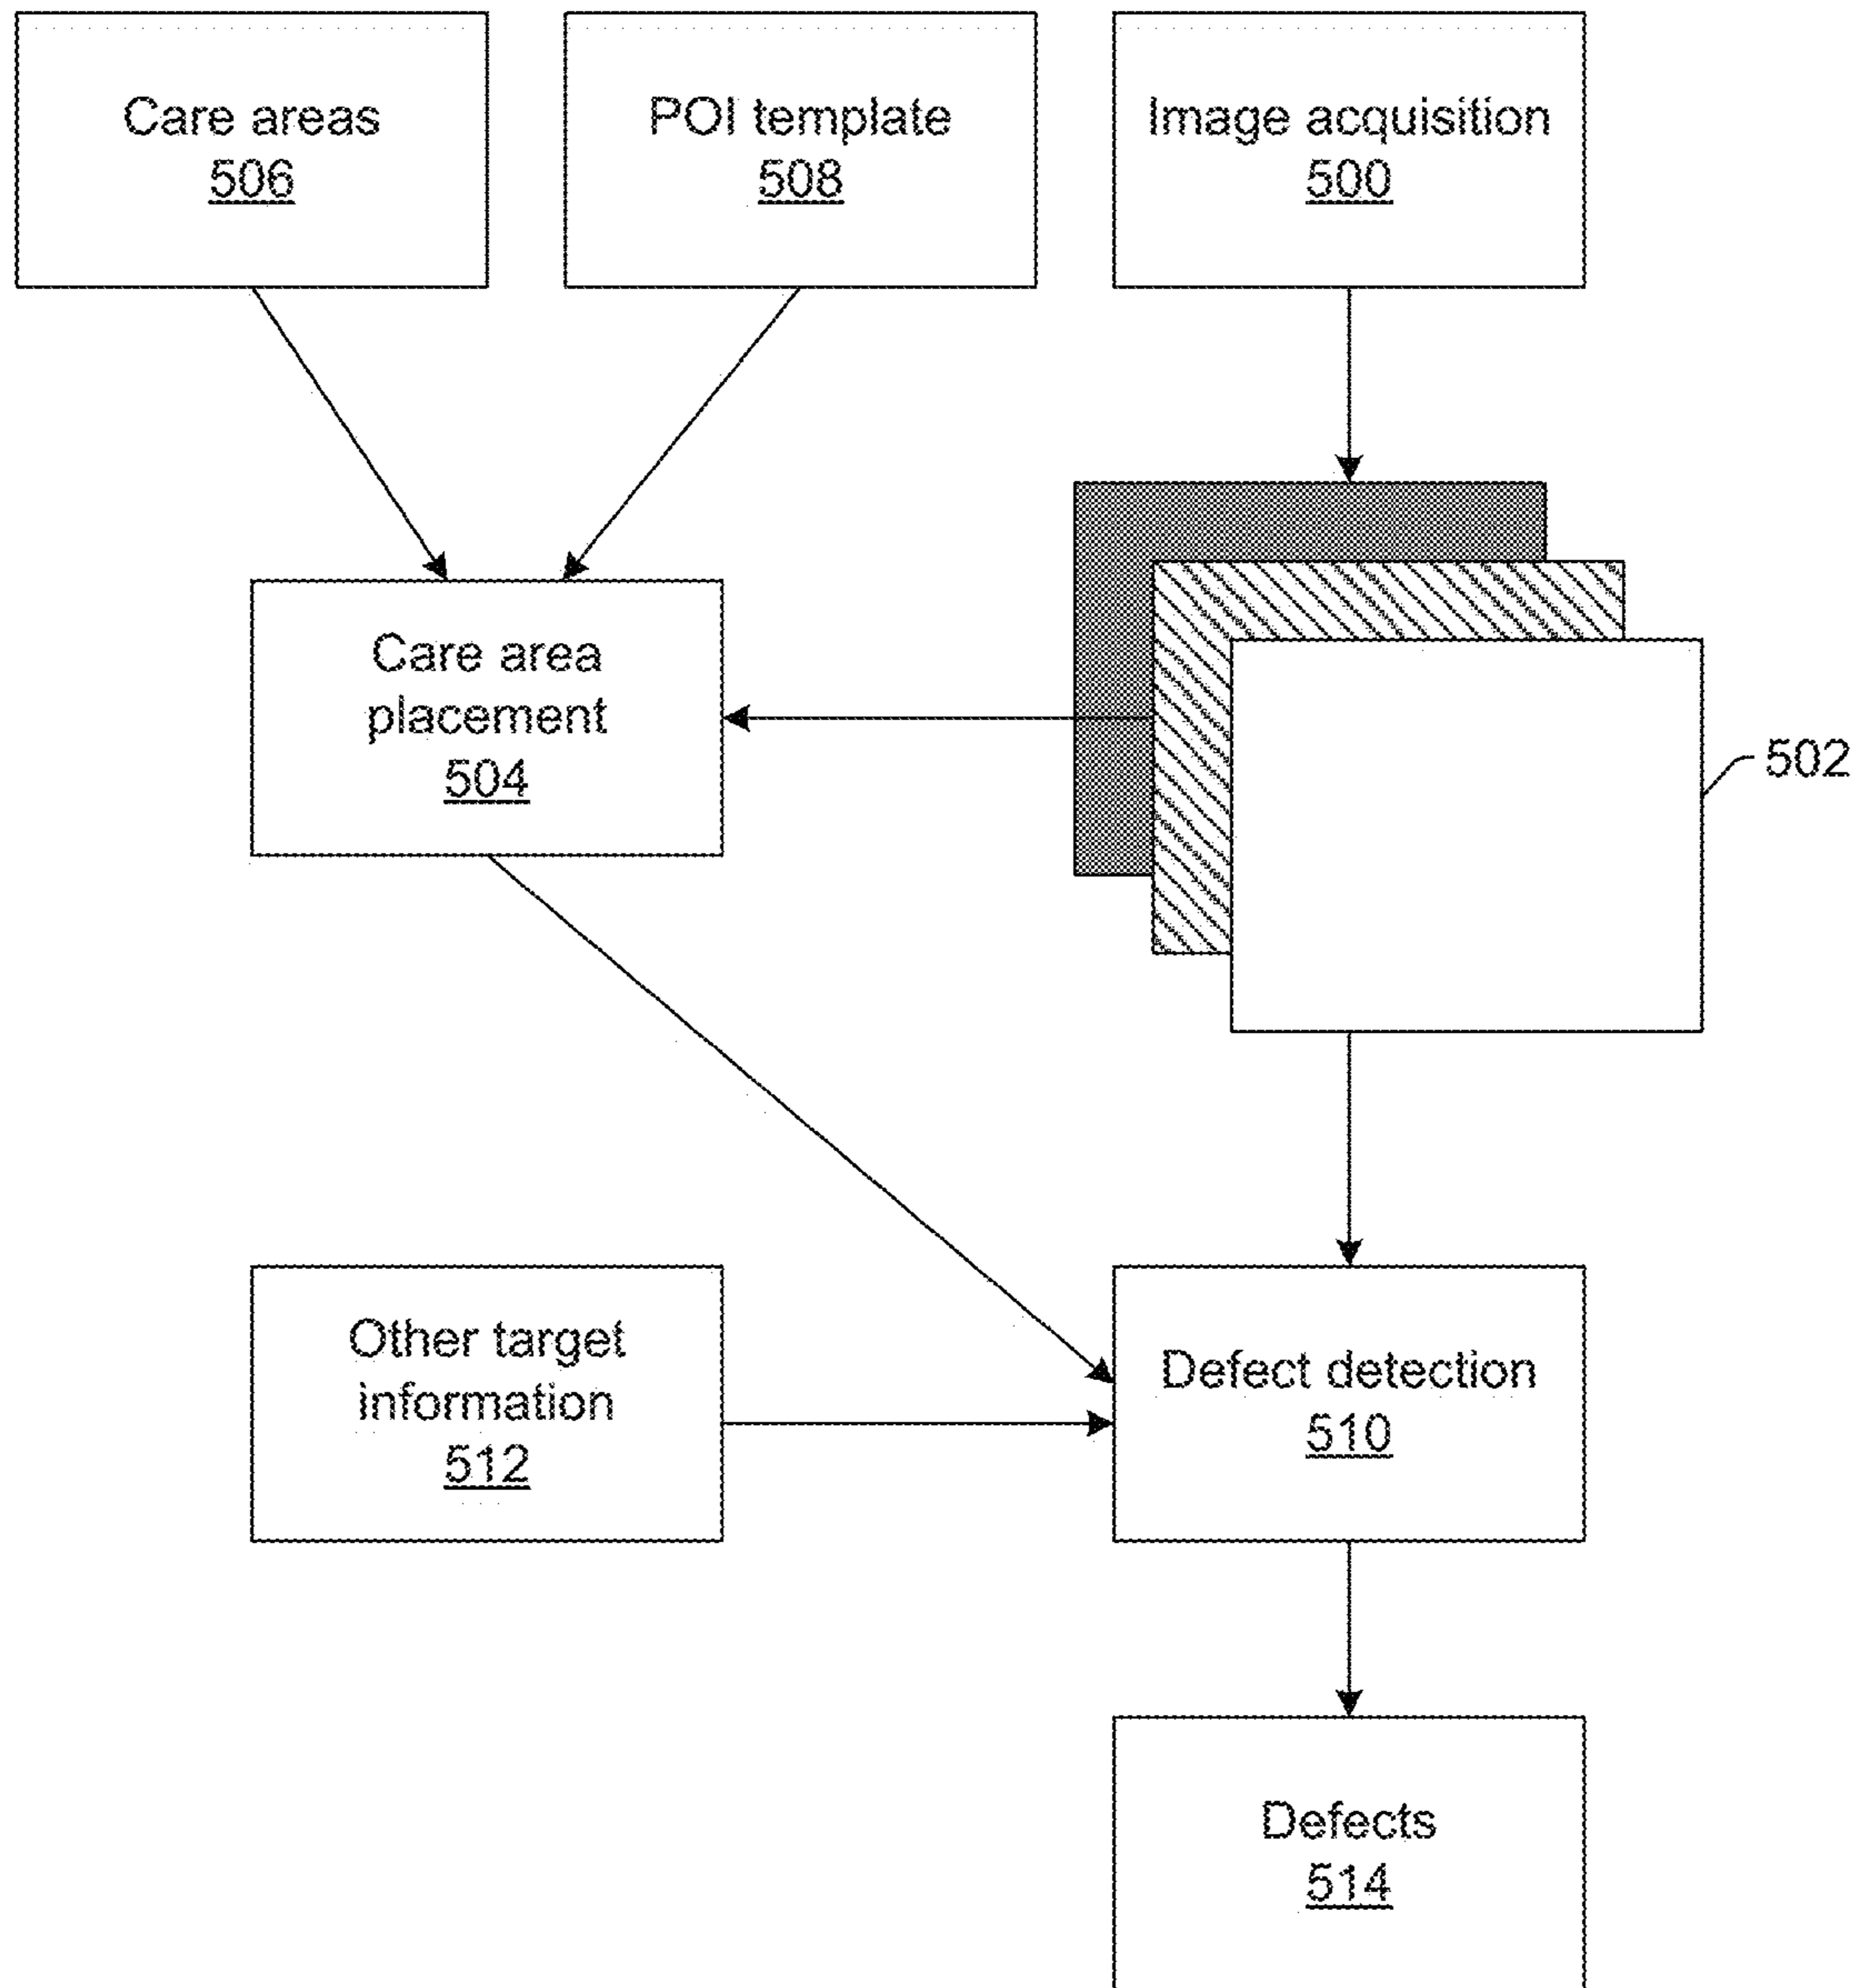 Care areas
506
POI template
508
Image acquisition
500
Care area
placement
504
502
Other target
information
512
Defect detection
510
Defects
514